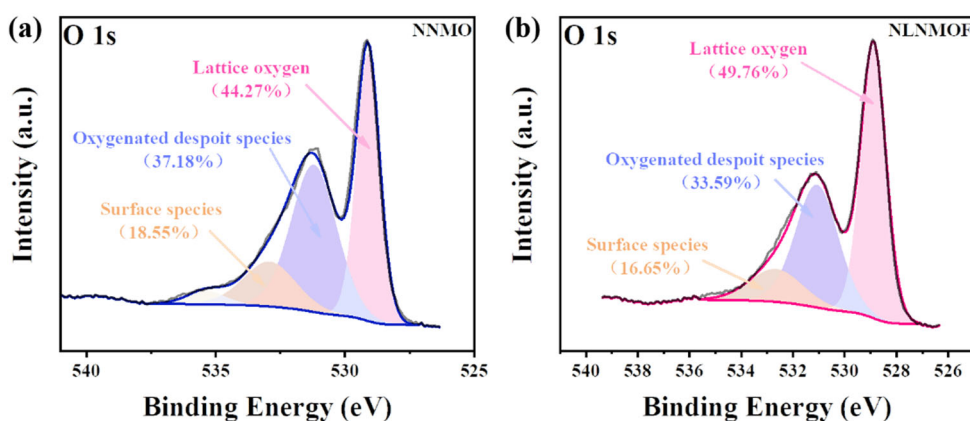 (a)
O 1s
NNMO
Lattice oxygen
(44.27%)
Oxygenated despoit species
(37.18%)
Surface species
(18.55%)
Intensity (a.u.)
540
535
530
525
Binding Energy (eV)
(b)
O 1s
NLNMOF
Lattice oxygen
(49.76%)
Oxygenated despoit species
(33.59%)
Surface species
(16.65%)
Intensity (a.u.)
540
538
536
534
532
530
528
526
Binding Energy (eV)